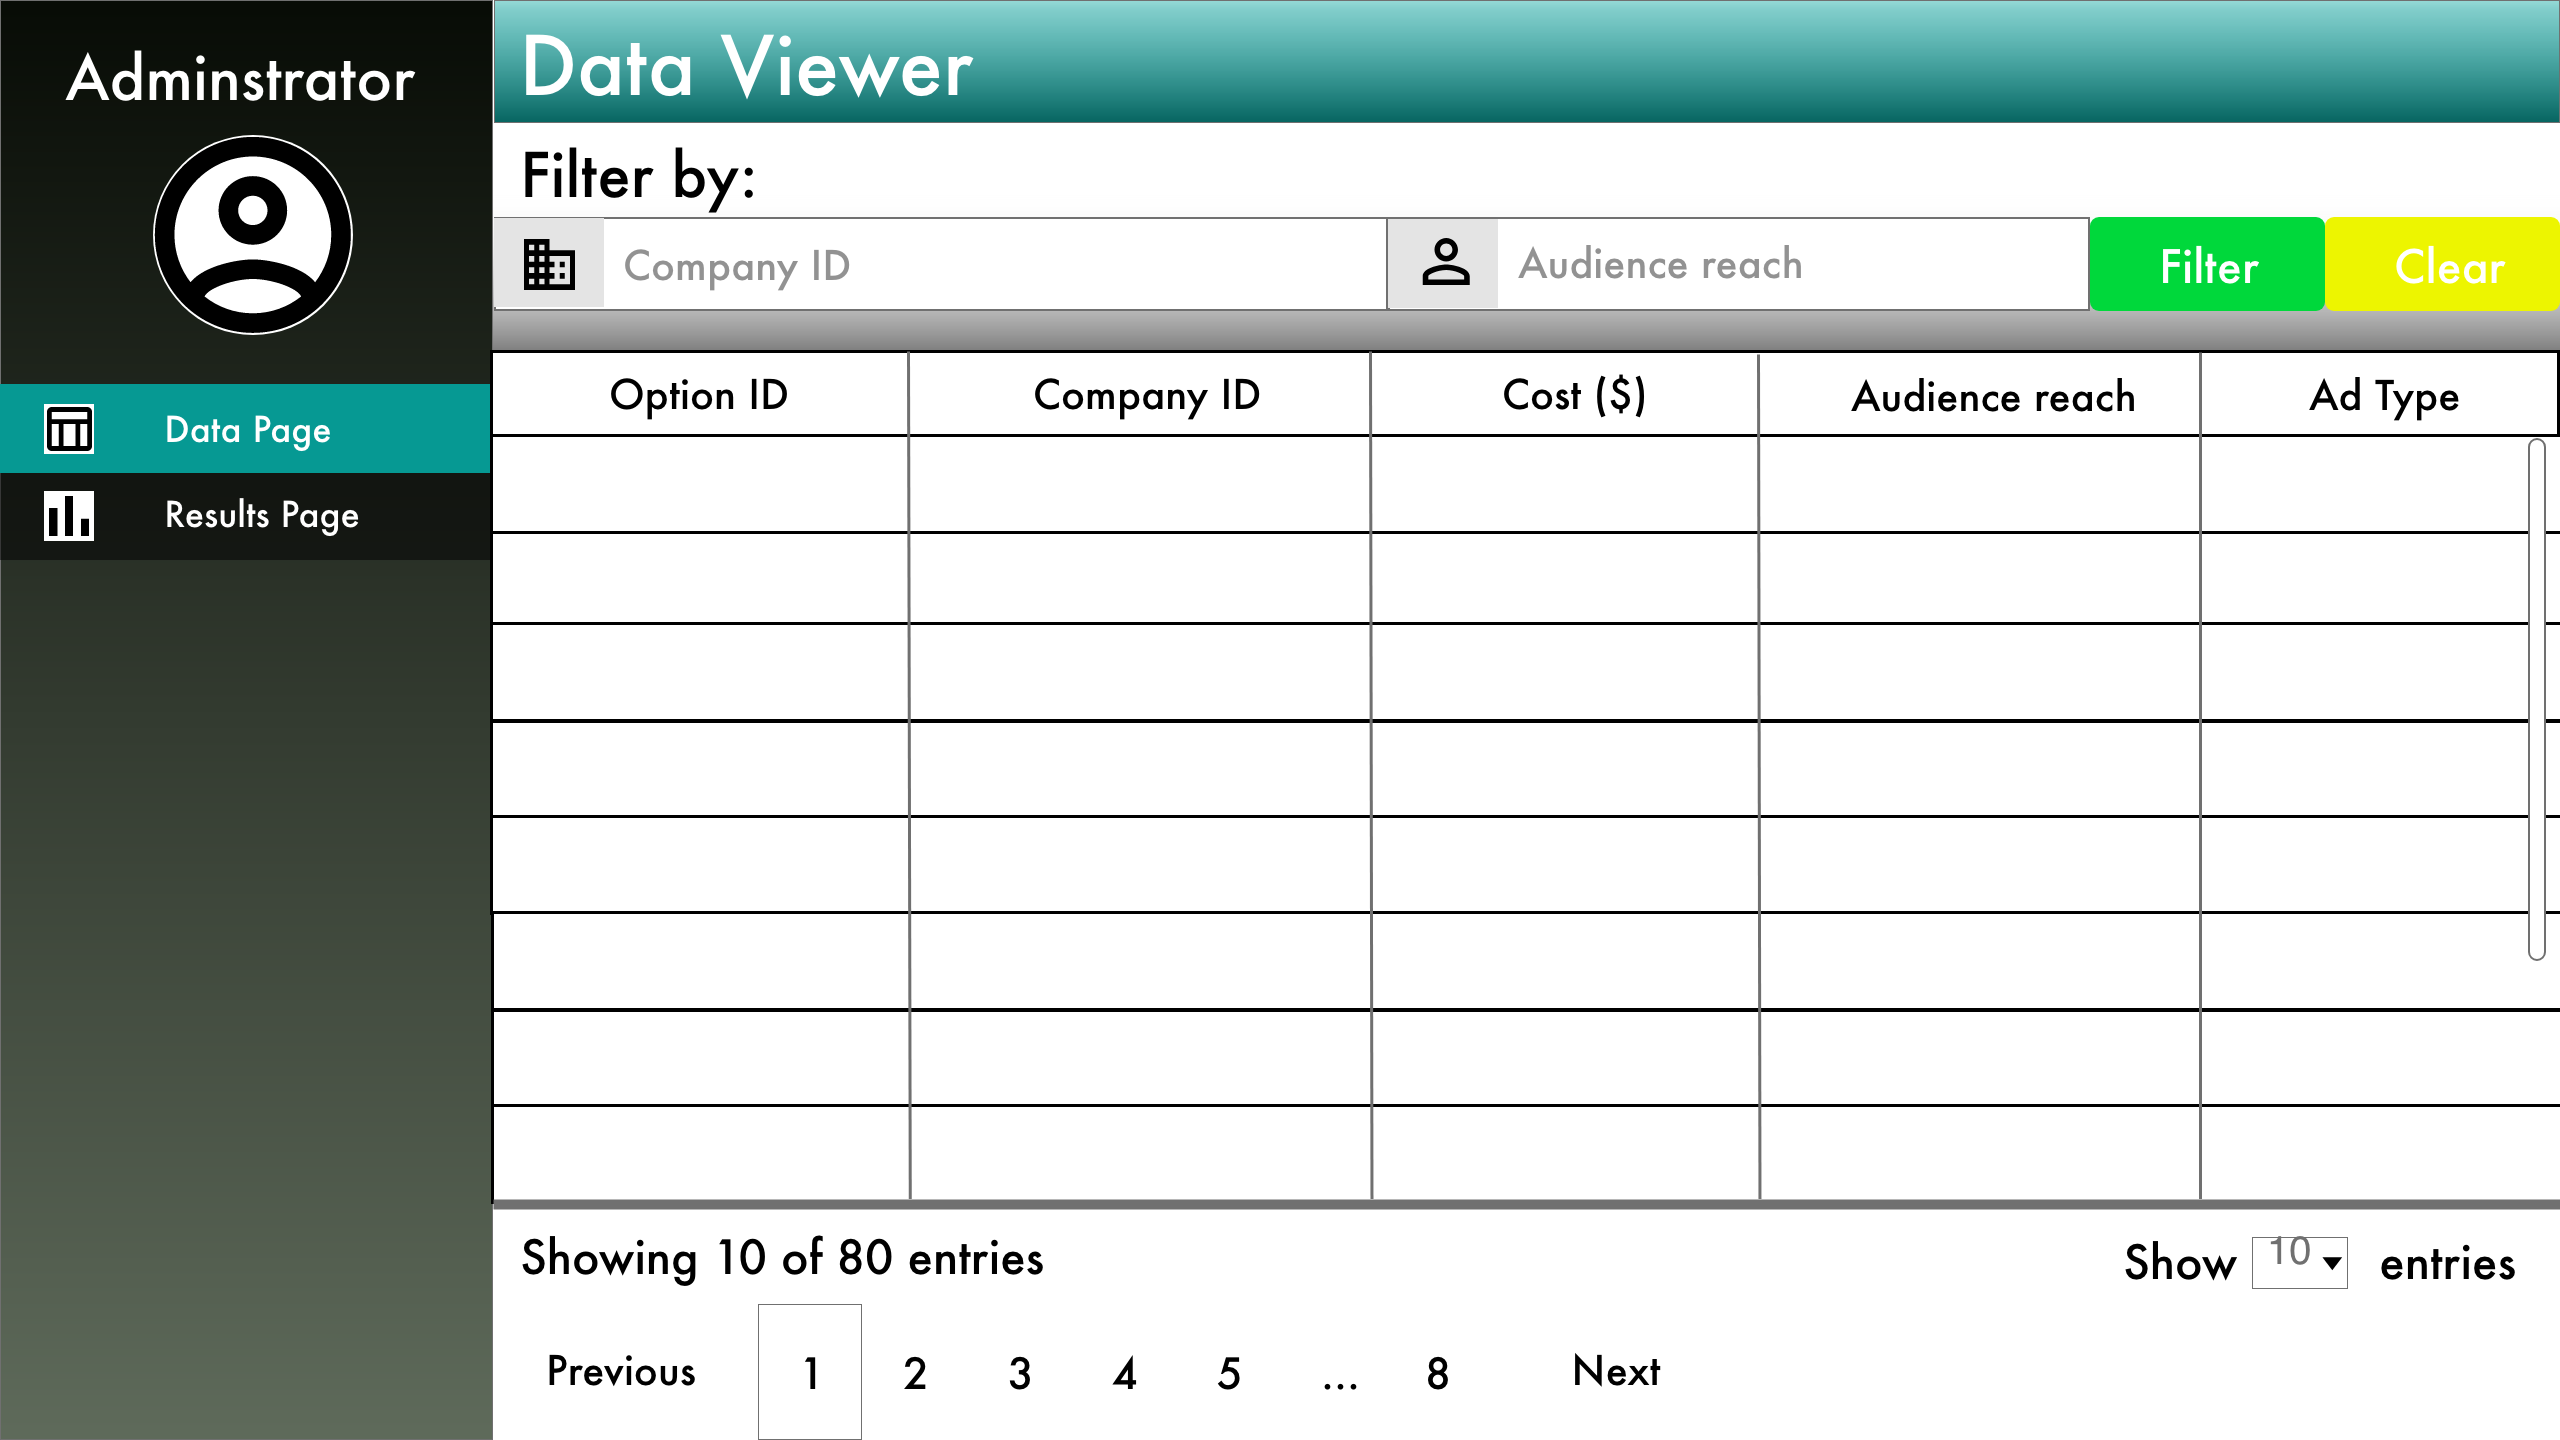 Adminstrator
Data Page
Results Page
Data Viewer
Filter by:
Company ID
Audience reach
Filter
Clear
Option ID
Company ID
Cost ($)
Audience reach
Ad Type
Showing 10 of 80 entries
Show 10 entries
Previous 1 2 3 4 5 ... 8 Next